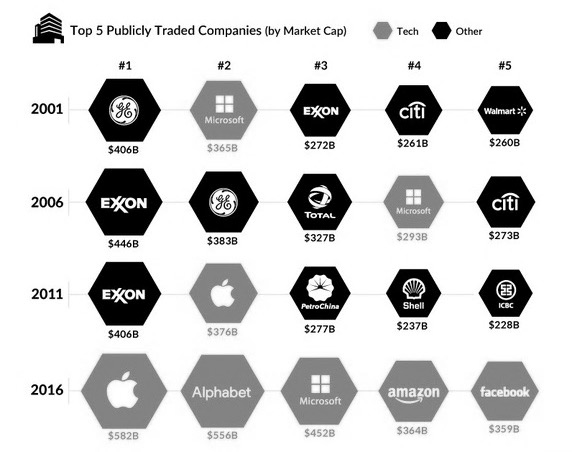 Top 5 Publicly Traded Companies (by Market Cap)
Tech
Other
#1 #2 #3 #4 #5
2001
GE Microsoft EXXON citi Walmart
$406B $365B $272B $261B $260B
2006
EXXON GE TOTAL Microsoft citi
$446B $383B $327B $293B $273B
2011
EXXON PetroChina Shell ICBC
$406B $376B $277B $237B $228B
2016
Alphabet Microsoft amazon facebook
$582B $556B $452B $364B $359B